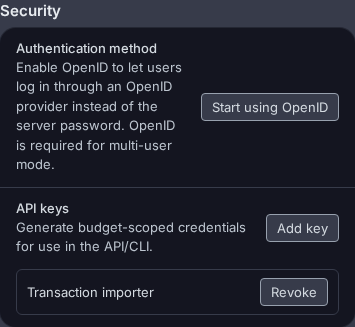 Security
Authentication method
Enable OpenID to let users
log in through an OpenID
provider instead of the
server password. OpenID
is required for multi-user
mode.
Start using OpenID
API keys
Generate budget-scoped credentials
for use in the API/CLI.
Add key
Transaction importer
Revoke